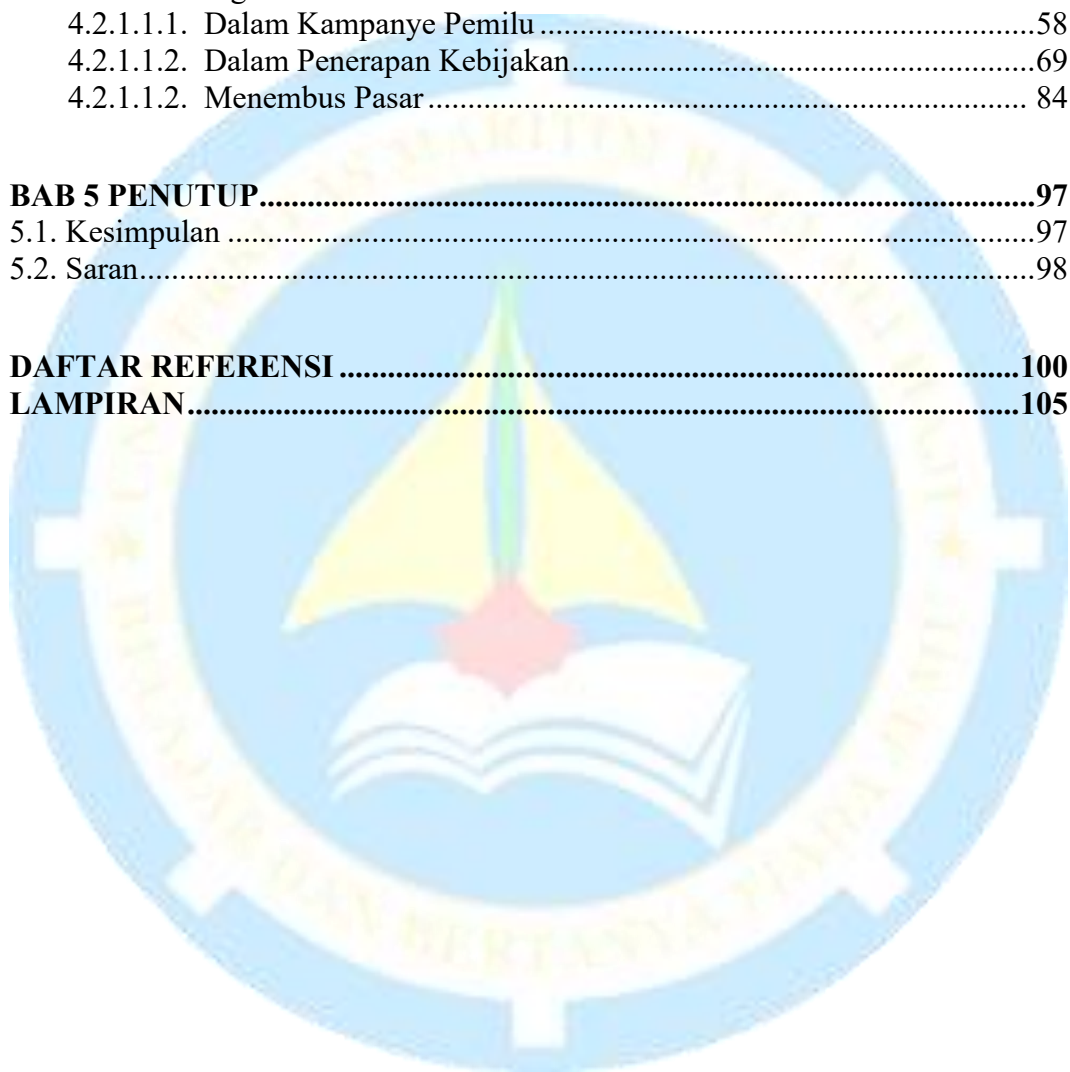 4.2.1.1.1. Dalam Kampanye Pemilu ................................................................58
4.2.1.1.2. Dalam Penerapan Kebijakan............................................................69
4.2.1.1.2. Menembus Pasar ............................................................................. 84
BAB 5 PENUTUP....................................................................................................97
5.1. Kesimpulan .......................................................................................................97
5.2. Saran..................................................................................................................98
DAFTAR REFERENSI ........................................................................................100
LAMPIRAN...........................................................................................................105